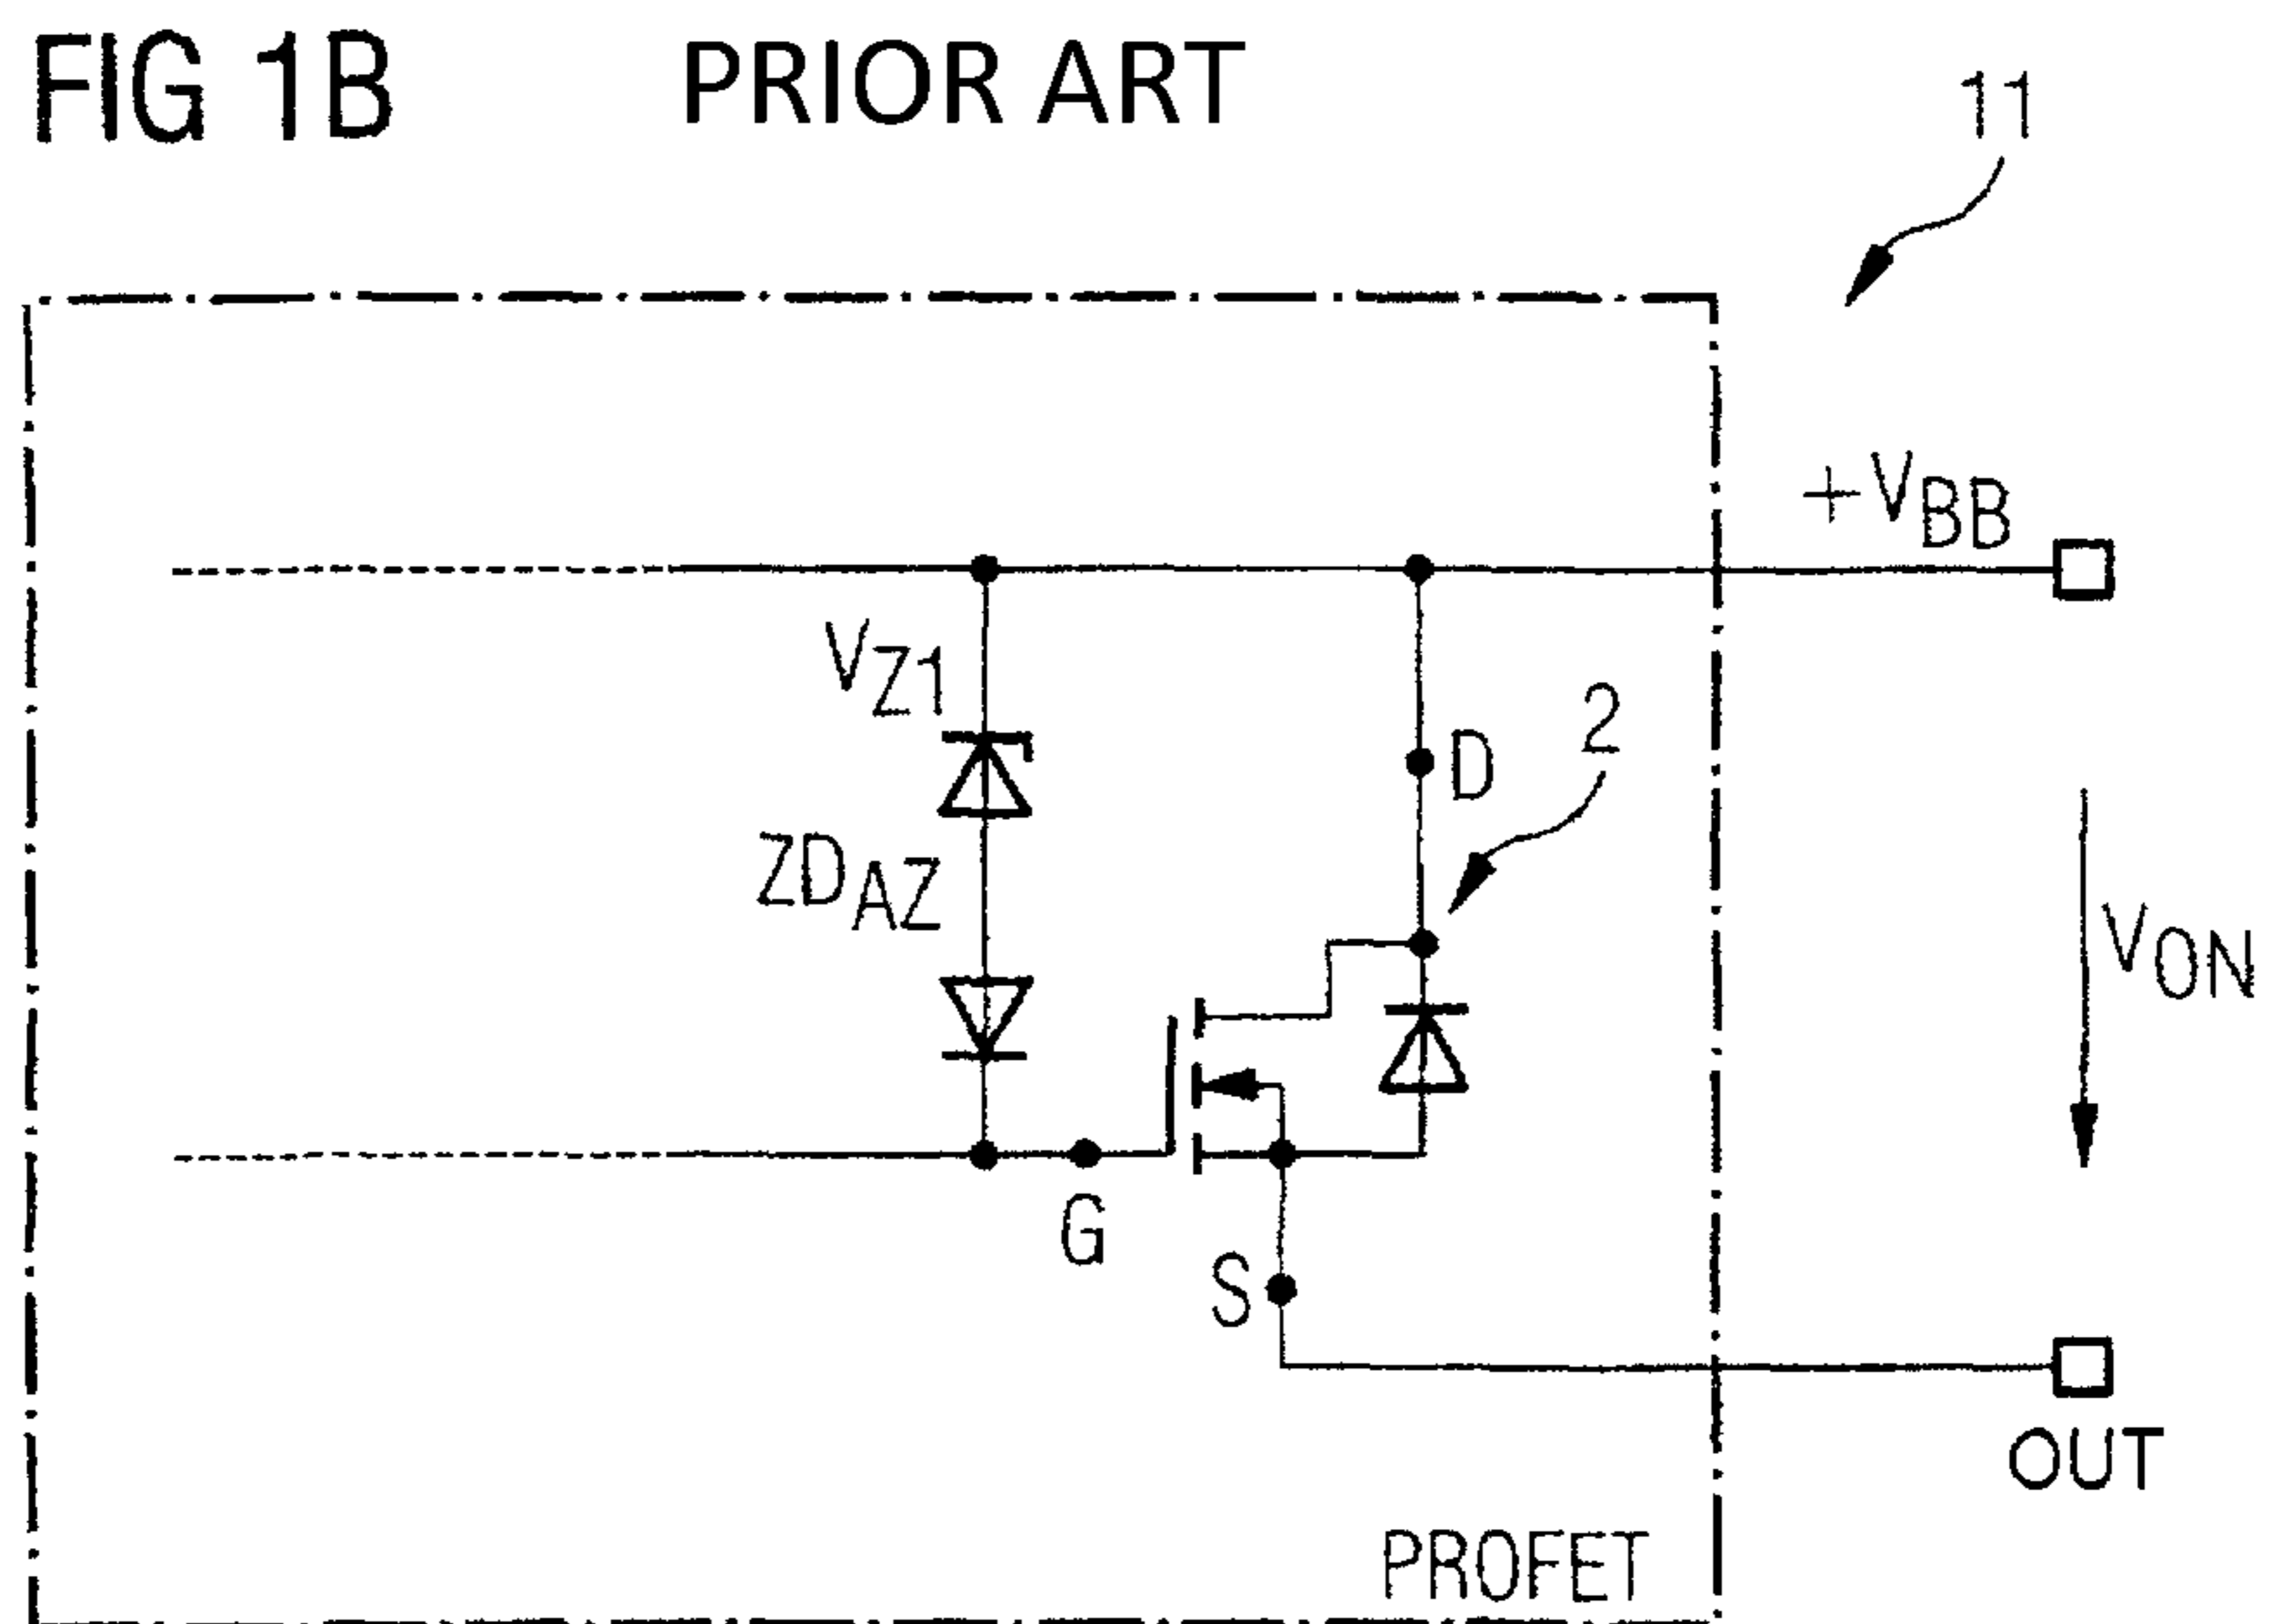 FIG 1B PRIOR ART
11
+VBB
VZ1
2
D
ZDAZ
VON
G
S
OUT
PROFET